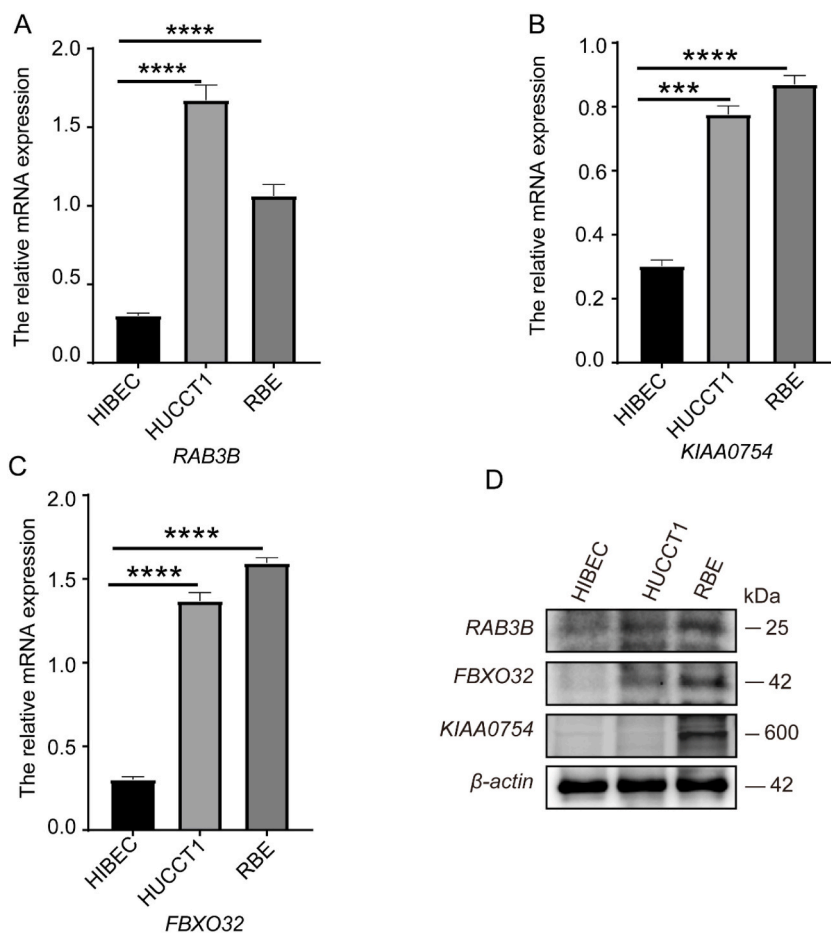 A
The relative mRNA expression
2.0
1.5
1.0
0.5
0.0
****
****
HIBEC
HUCCT1
RBE
RAB3B
B
The relative mRNA expression
1.0
0.8
0.6
0.4
0.2
0.0
****
***
HIBEC
HUCCT1
RBE
KIAA0754
C
The relative mRNA expression
2.0
1.5
1.0
0.5
0.0
****
****
HIBEC
HUCCT1
RBE
FBXO32
D
HIBEC
HUCCT1
RBE
kDa
RAB3B — 25
FBXO32 — 42
KIAA0754 — 600
β-actin — 42